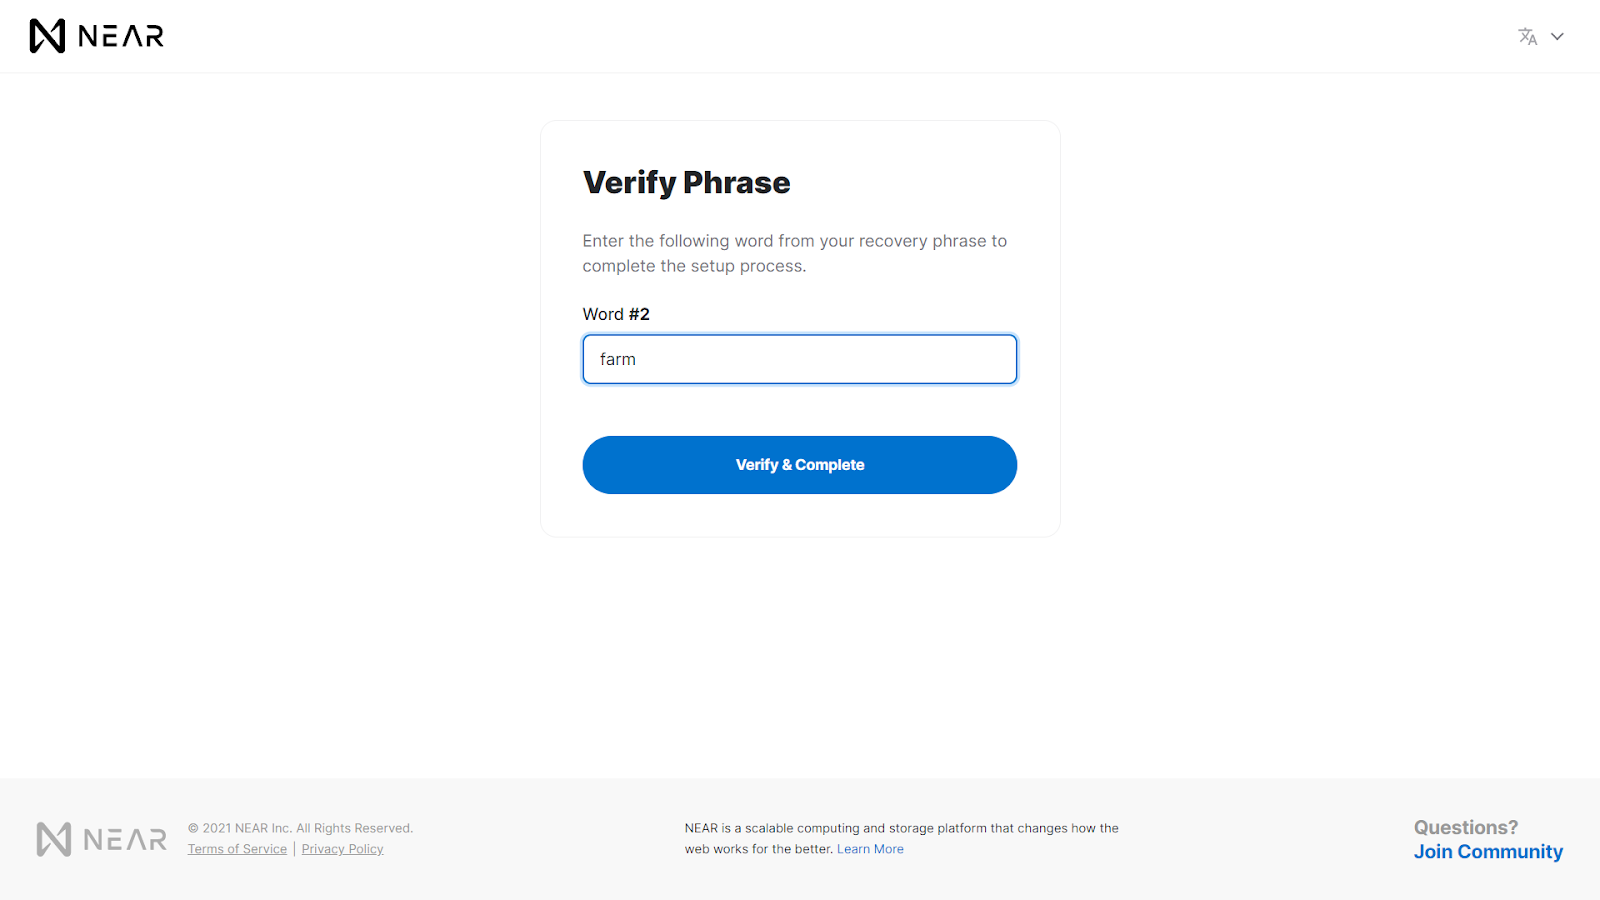 NEAR
Verify Phrase
Enter the following word from your recovery phrase to
complete the setup process.
Word #2
farm
Verify & Complete
NEAR
© 2021 NEAR Inc. All Rights Reserved.
Terms of Service | Privacy Policy
NEAR is a scalable computing and storage platform that changes how the
web works for the better. Learn More
Questions?
Join Community